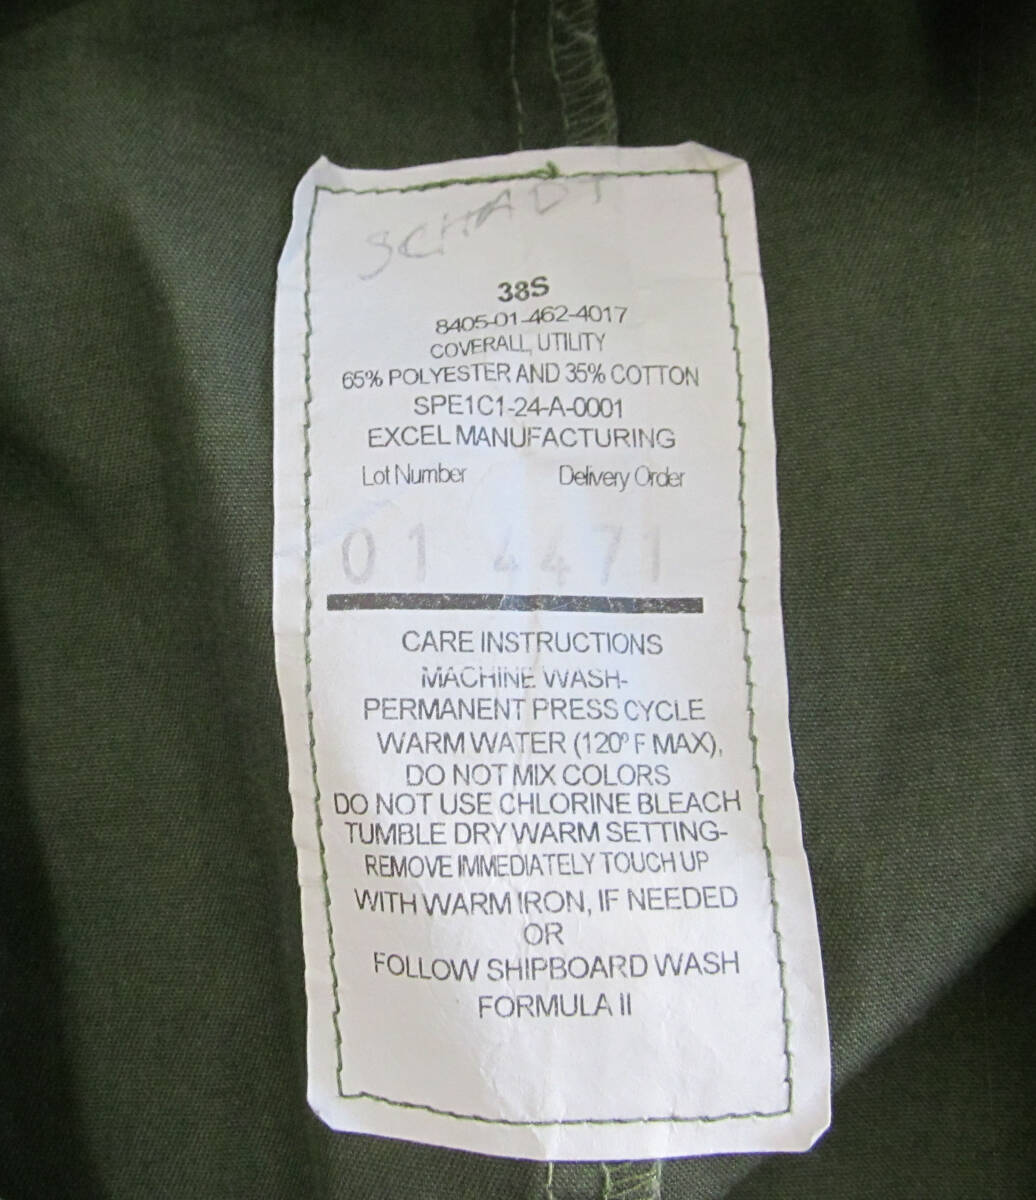 SCHADT
38S
8405-01-462-4017
COVERALL, UTILITY
65% POLYESTER AND 35% COTTON
SPE1C1-24-A-0001
EXCEL MANUFACTURING
Lot Number Delivery Order
01 4471
CARE INSTRUCTIONS
MACHINE WASH-
PERMANENT PRESS CYCLE
WARM WATER (120° F MAX),
DO NOT MIX COLORS
DO NOT USE CHLORINE BLEACH
TUMBLE DRY WARM SETTING-
REMOVE IMMEDIATELY TOUCH UP
WITH WARM IRON, IF NEEDED
OR
FOLLOW SHIPBOARD WASH
FORMULA II